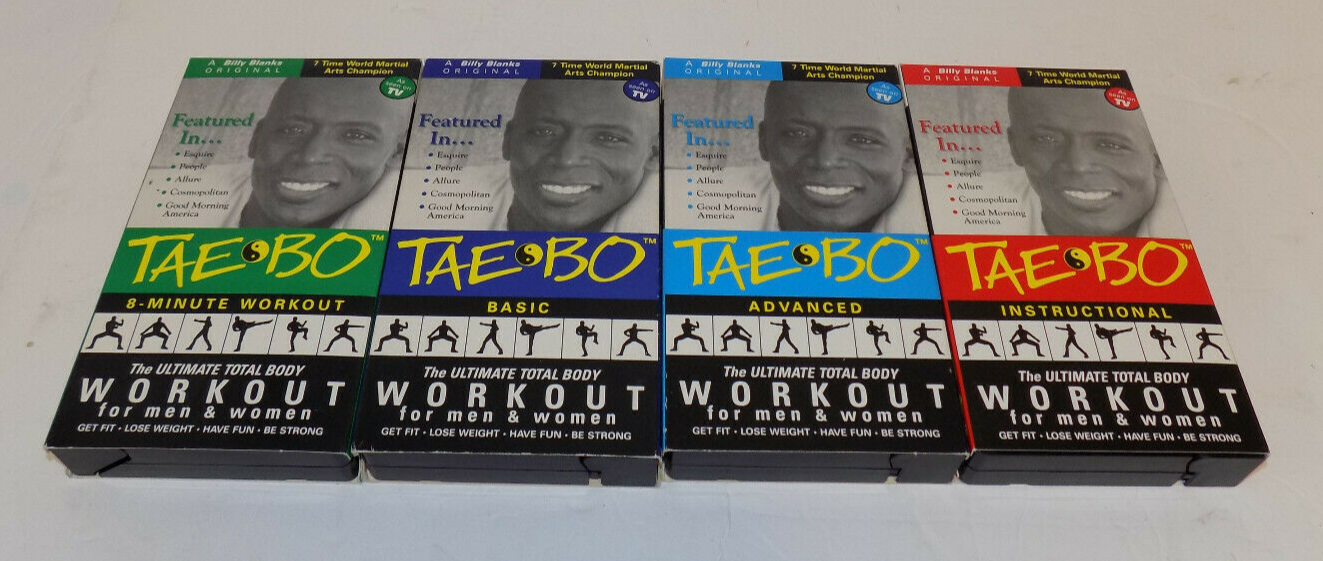 A Billy Blanks
ORIGINAL
7 Time World Martial
Arts Champion
As
seen on
TV
Featured
In...
• Esquire
• People
• Allure
• Cosmopolitan
• Good Morning
America
TAE BO™
8-MINUTE WORKOUT
The ULTIMATE TOTAL BODY
WORKOUT
for men & women
GET FIT • LOSE WEIGHT • HAVE FUN • BE STRONG
A Billy Blanks
ORIGINAL
7 Time World Martial
Arts Champion
As
seen on
TV
Featured
In...
• Esquire
• People
• Allure
• Cosmopolitan
• Good Morning
America
TAE BO™
BASIC
The ULTIMATE TOTAL BODY
WORKOUT
for men & women
GET FIT • LOSE WEIGHT • HAVE FUN • BE STRONG
A Billy Blanks
ORIGINAL
7 Time World Martial
Arts Champion
As
seen on
TV
Featured
In...
• Esquire
• People
• Allure
• Cosmopolitan
• Good Morning
America
TAE BO™
ADVANCED
The ULTIMATE TOTAL BODY
WORKOUT
for men & women
GET FIT • LOSE WEIGHT • HAVE FUN • BE STRONG
A Billy Blanks
ORIGINAL
7 Time World Martial
Arts Champion
As
seen on
TV
Featured
In...
• Esquire
• People
• Allure
• Cosmopolitan
• Good Morning
America
TAE BO™
INSTRUCTIONAL
The ULTIMATE TOTAL BODY
WORKOUT
for men & women
GET FIT • LOSE WEIGHT • HAVE FUN • BE STRONG